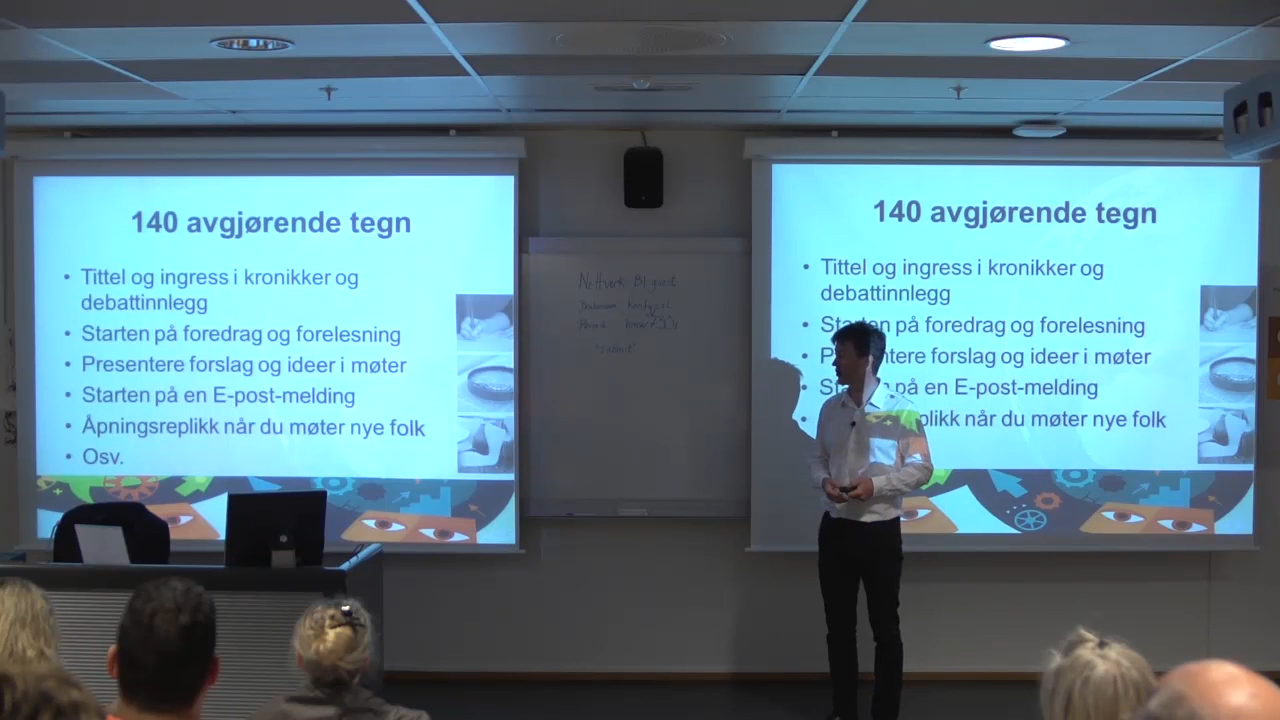 140 avgjørende tegn
• Tittel og ingress i kronikker og
debattinnlegg
• Starten på foredrag og forelesning
• Presentere forslag og ideer i møter
• Starten på en E-post-melding
• Åpningsreplikk når du møter nye folk
• Osv.
Nettverk
140 avgjørende tegn
• Tittel og ingress i kronikker og
debattinnlegg
• Starten på foredrag og forelesning
• Presentere forslag og ideer i møter
• på en E-post-melding
når du møter nye folk